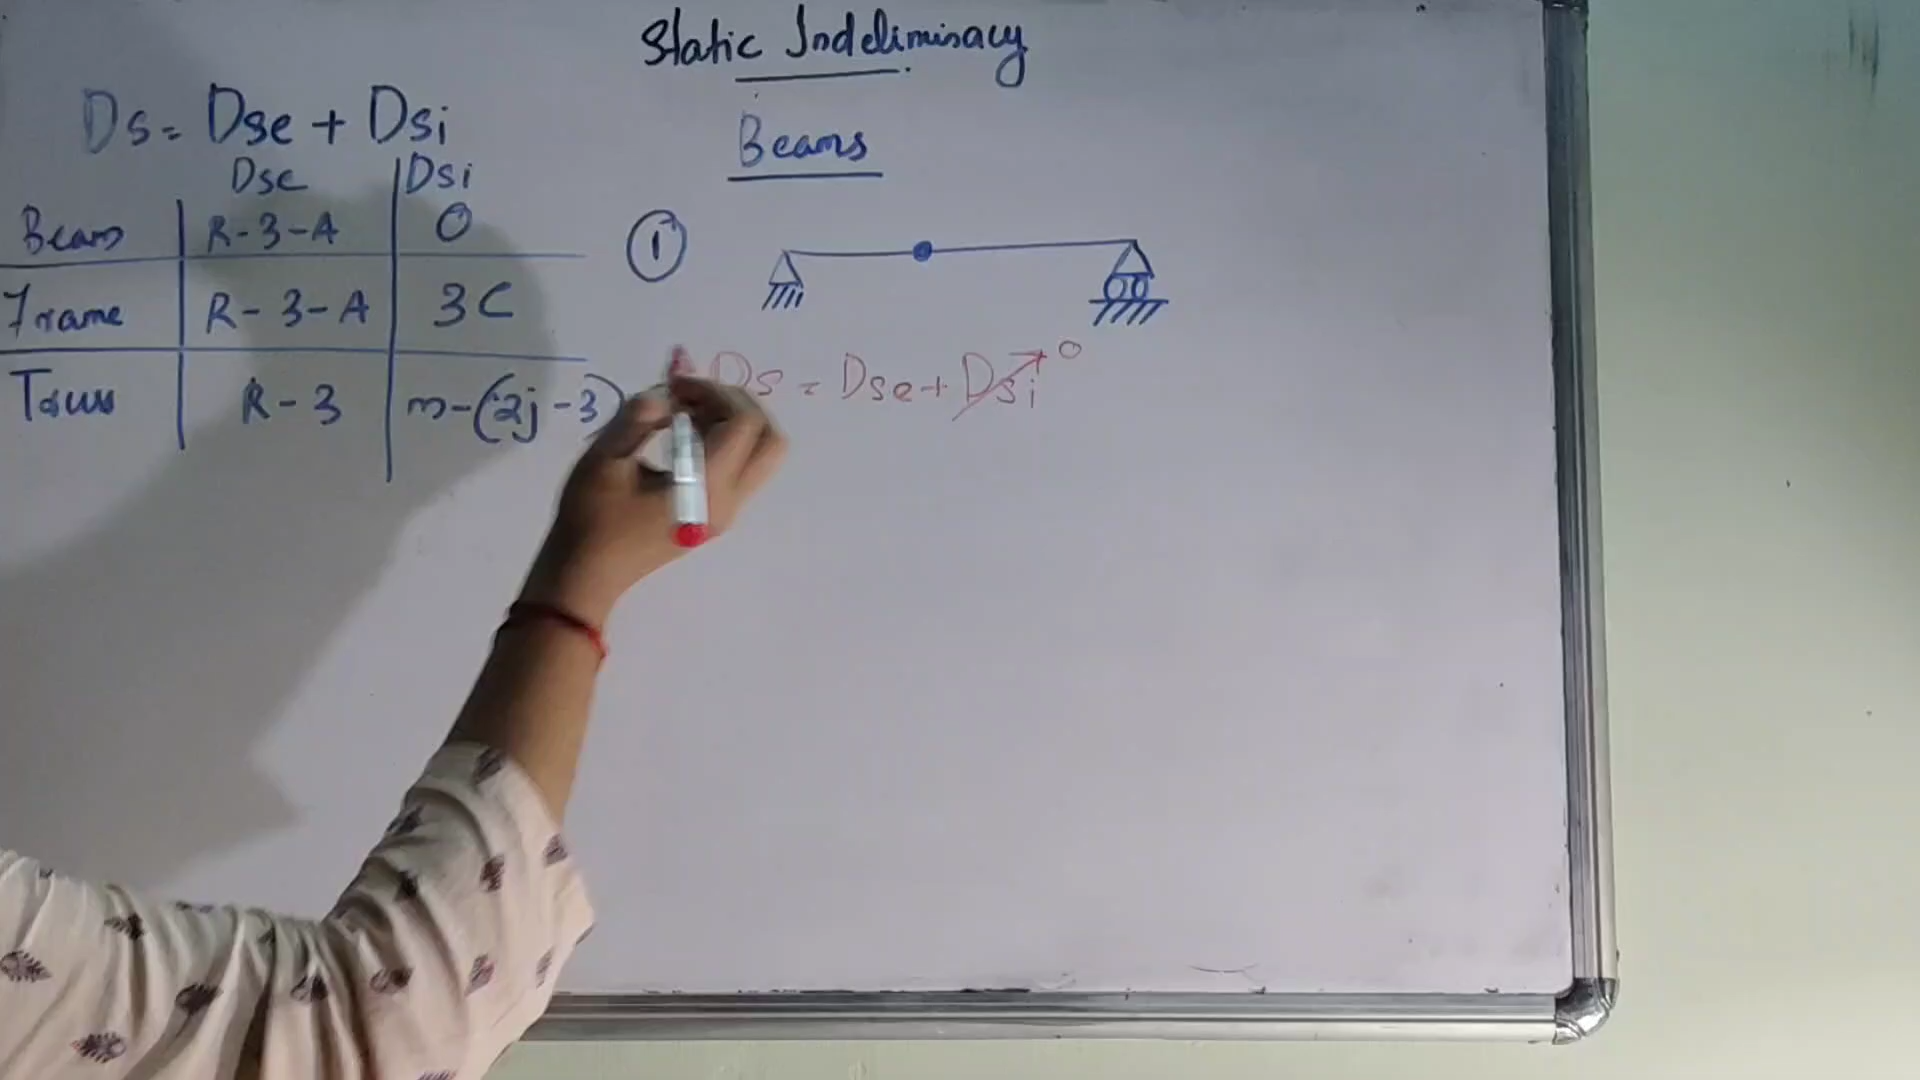 Static Indeliminacy
Ds = Dse + Dsi
Beams
Dse Dsi
Beam R-3-A 0
Frame R-3-A 3C
Truss R-3 m-(2j-3)
1
Ds = Dse + Dsi 0